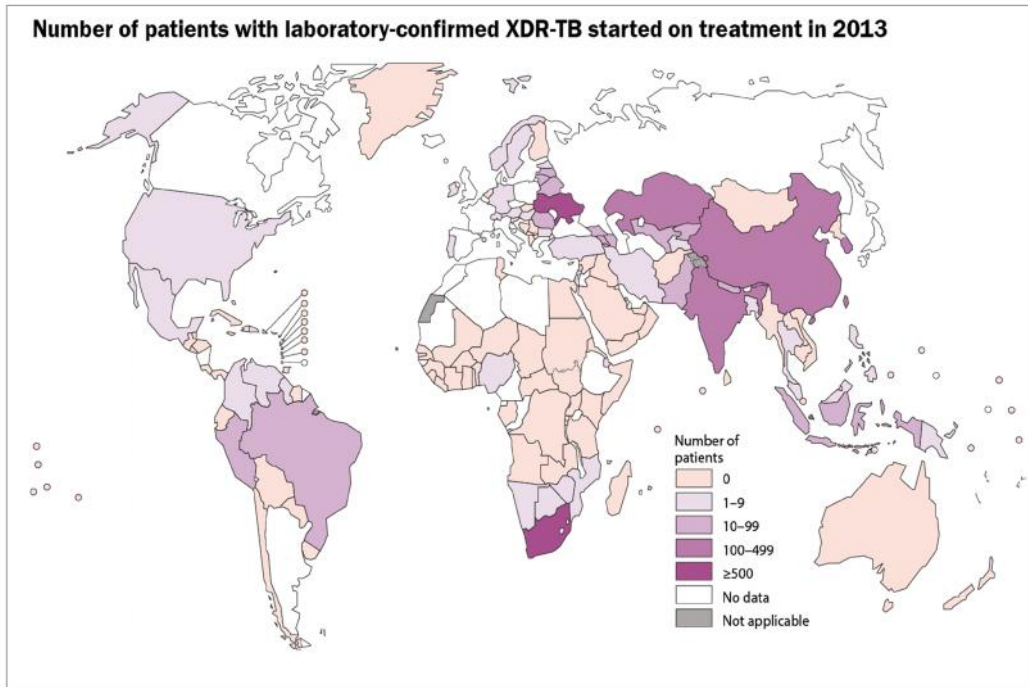 Number of patients with laboratory-confirmed XDR-TB started on treatment in 2013
Number of
patients
0
1–9
10–99
100–499
≥500
No data
Not applicable